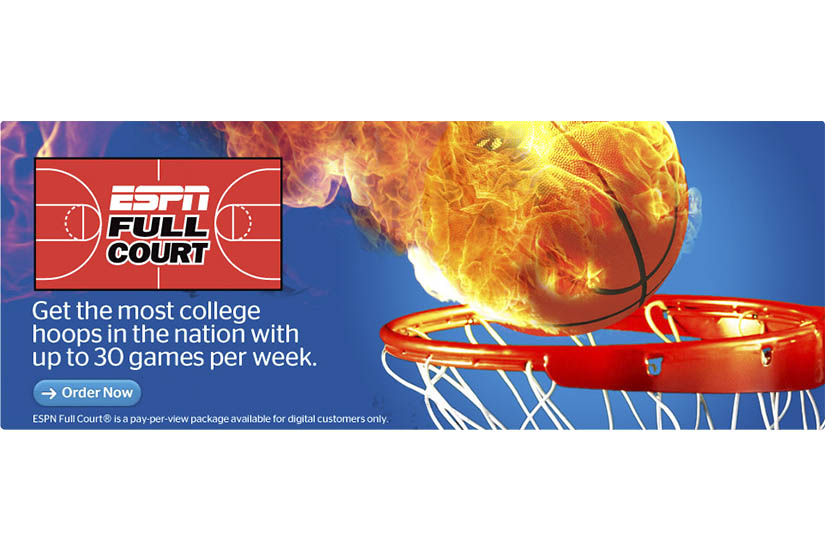 ESPN
FULL
COURT
Get the most college
hoops in the nation with
up to 30 games per week.
→ Order Now
ESPN Full Court® is a pay-per-view package available for digital customers only.